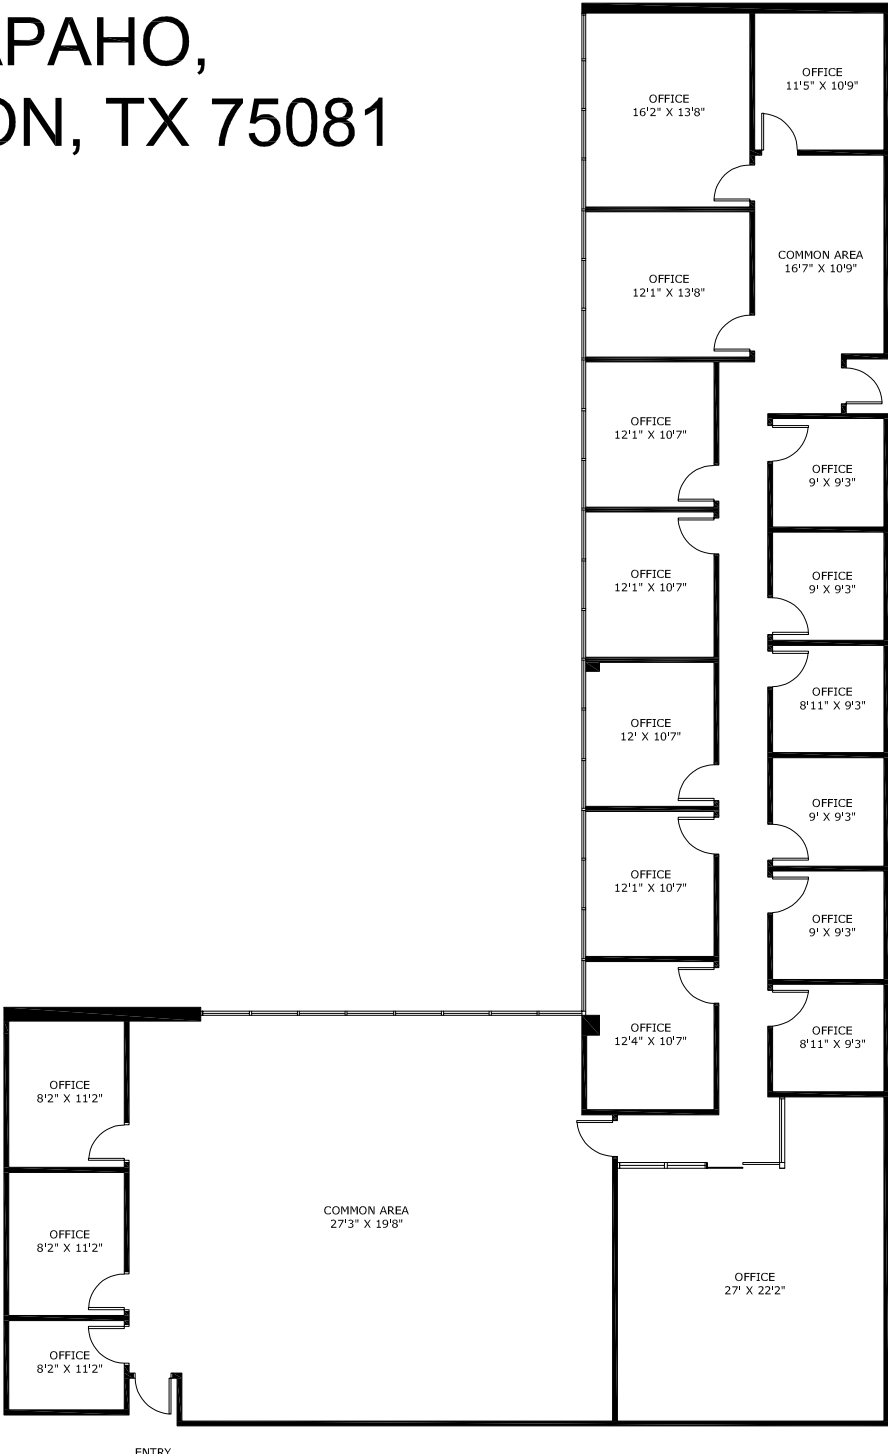 APAHO,
ON, TX 75081
OFFICE
11'5" X 10'9"
OFFICE
16'2" X 13'8"
COMMON AREA
16'7" X 10'9"
OFFICE
12'1" X 13'8"
OFFICE
12'1" X 10'7"
OFFICE
9' X 9'3"
OFFICE
12'1" X 10'7"
OFFICE
9' X 9'3"
OFFICE
8'11" X 9'3"
OFFICE
12' X 10'7"
OFFICE
9' X 9'3"
OFFICE
12'1" X 10'7"
OFFICE
9' X 9'3"
OFFICE
12'4" X 10'7"
OFFICE
8'11" X 9'3"
OFFICE
8'2" X 11'2"
COMMON AREA
27'3" X 19'8"
OFFICE
8'2" X 11'2"
OFFICE
27' X 22'2"
OFFICE
8'2" X 11'2"
ENTRY